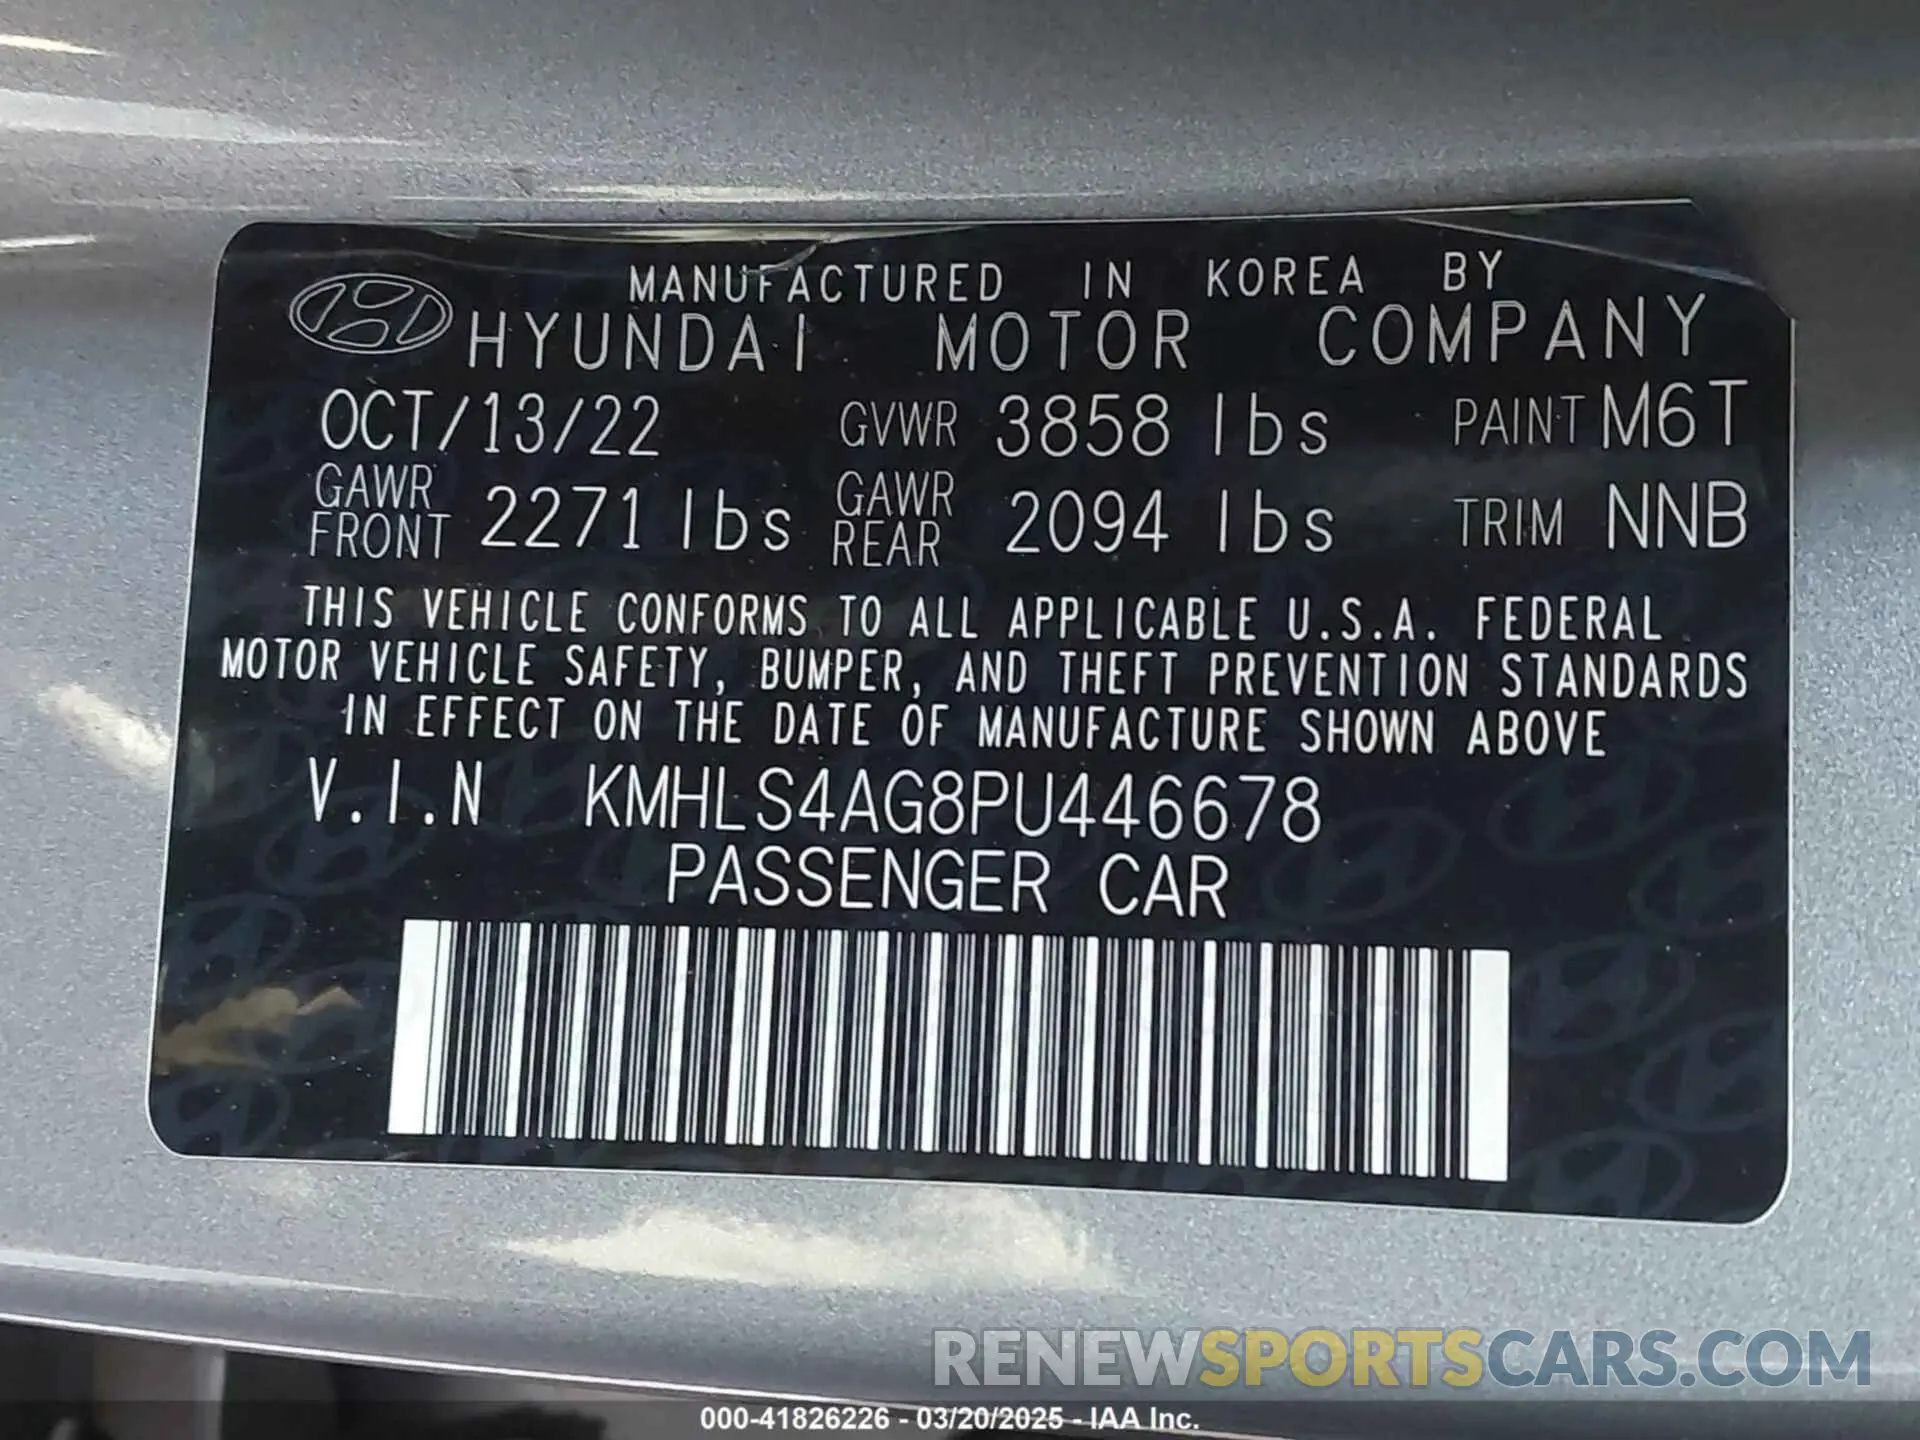 MANUFACTURED IN KOREA BY
HYUNDAI MOTOR COMPANY
OCT/13/22 GVWR 3858 lbs PAINT M6T
GAWR FRONT 2271 lbs GAWR REAR 2094 lbs TRIM NNB
THIS VEHICLE CONFORMS TO ALL APPLICABLE U.S.A. FEDERAL
MOTOR VEHICLE SAFETY, BUMPER, AND THEFT PREVENTION STANDARDS
IN EFFECT ON THE DATE OF MANUFACTURE SHOWN ABOVE
V.I.N KMHLS4AG8PU446678
PASSENGER CAR
RENEWSPORTSCARS.COM
000-41826226 - 03/20/2025 - IAA Inc.